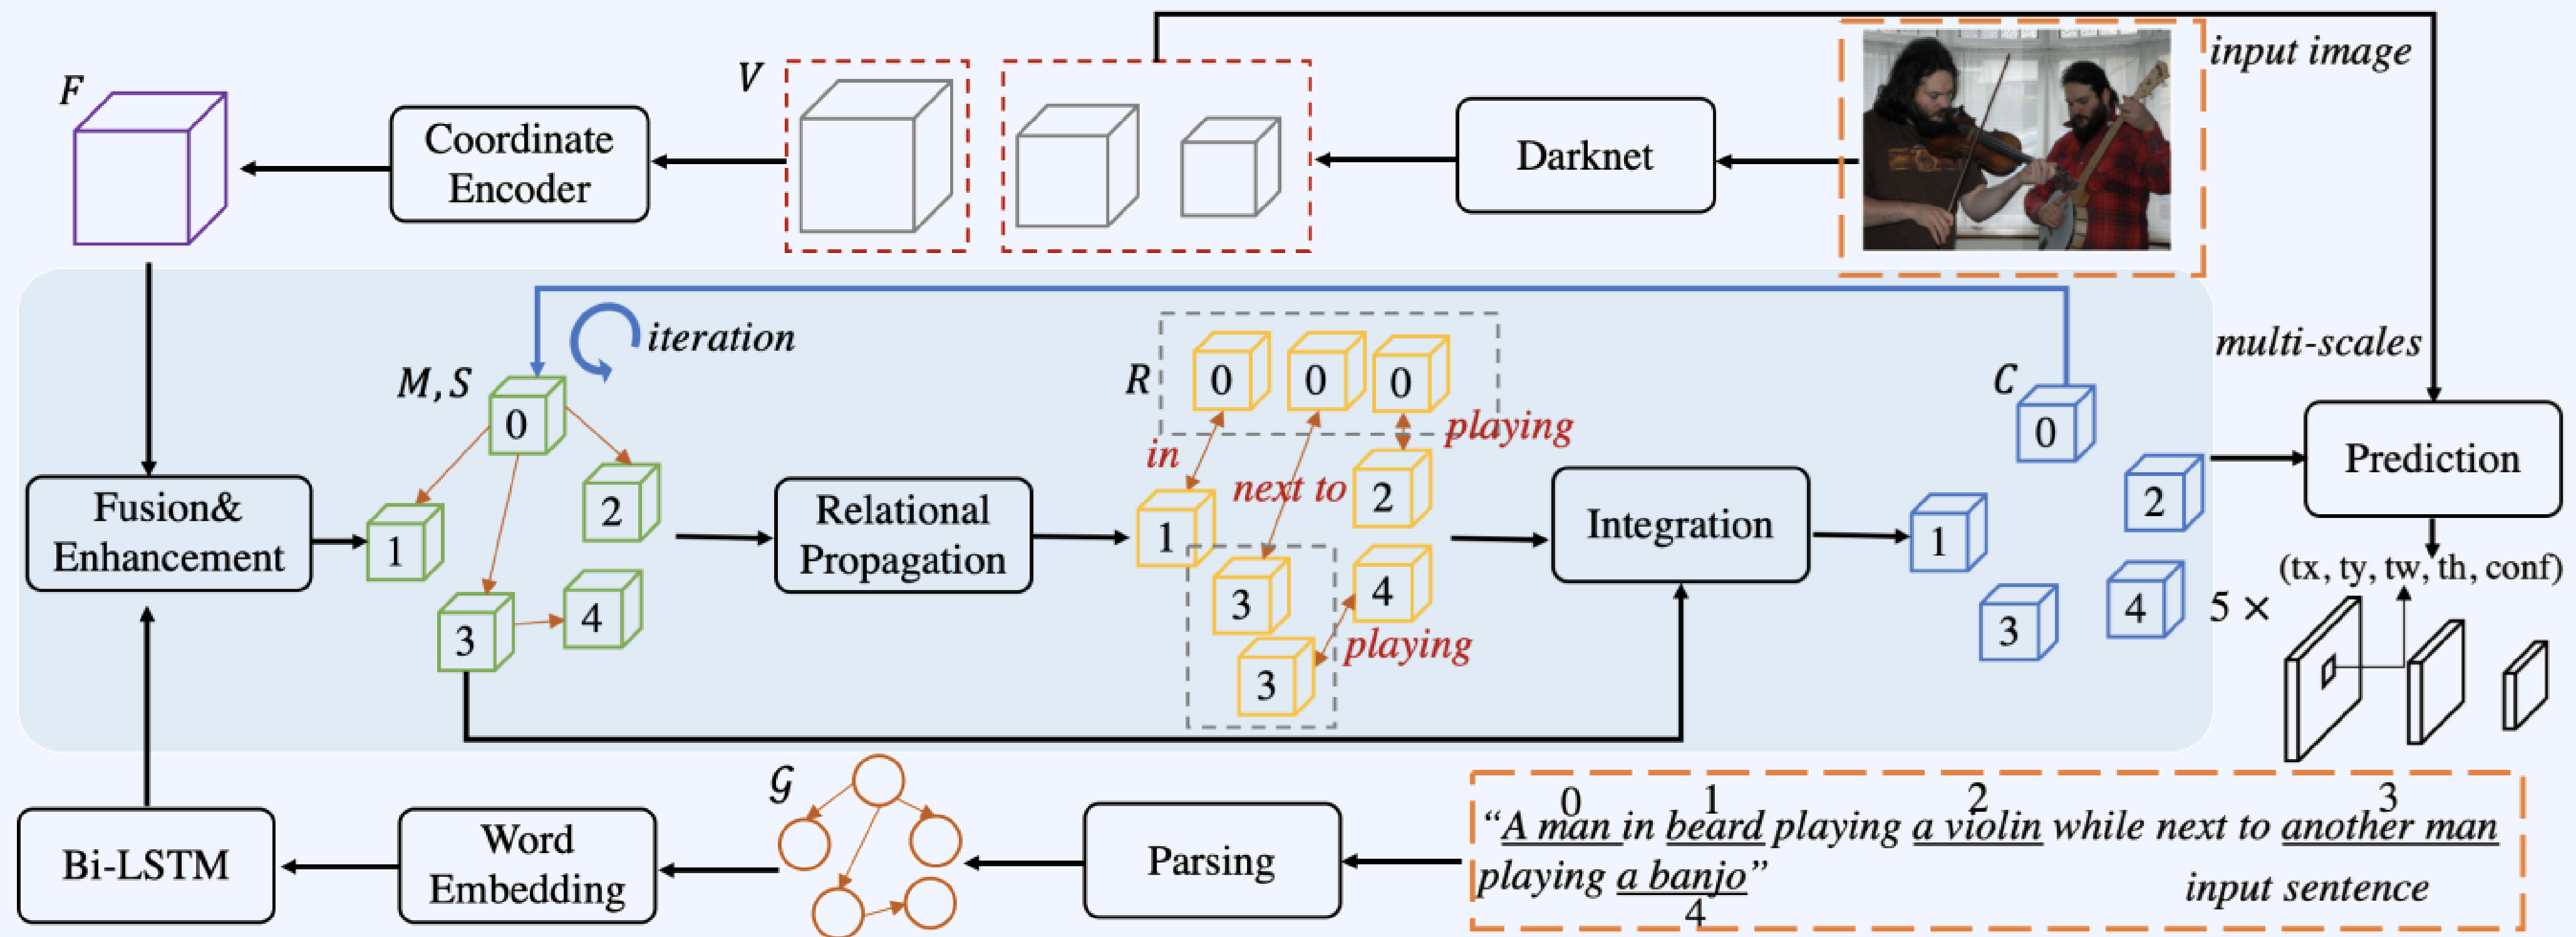 F
Coordinate
Encoder
V
Darknet
input image
iteration
M, S
0
1
2
3
4
Fusion&
Enhancement
Relational
Propagation
R
0
0
0
in
next to
playing
1
2
3
4
3
playing
Integration
C
0
1
2
3
4
multi-scales
Prediction
(tx, ty, tw, th, conf)
5 ×
Bi-LSTM
Word
Embedding
𝒢
Parsing
0 1 2 3
“A man in beard playing a violin while next to another man
playing a banjo”
4
input sentence